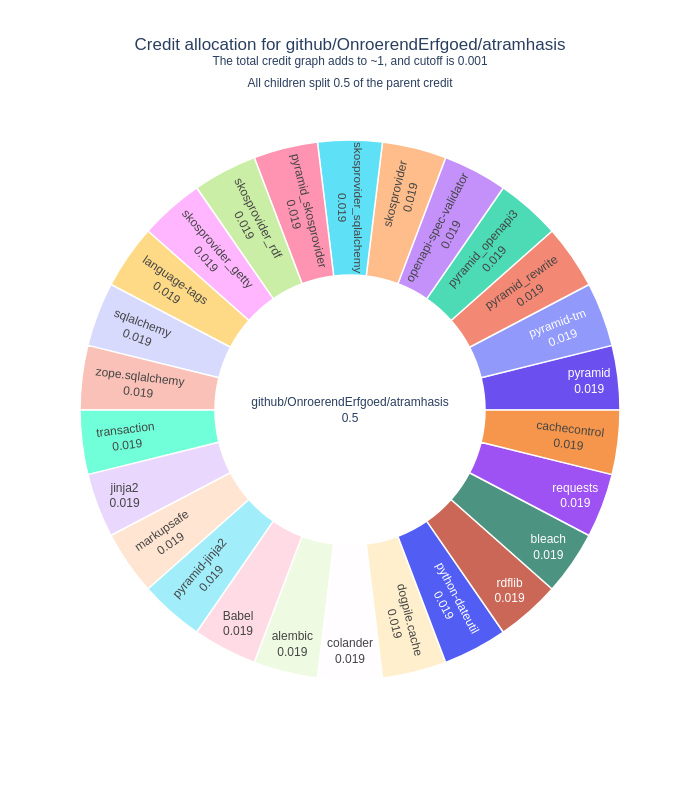 Credit allocation for github/OnroerendErfgoed/atramhasis
The total credit graph adds to ~1, and cutoff is 0.001
All children split 0.5 of the parent credit
github/OnroerendErfgoed/atramhasis
0.5
pyramid
0.019
pyramid-tm
0.019
pyramid_rewrite
0.019
pyramid_openapi3
0.019
openapi-spec-validator
0.019
skosprovider
0.019
skosprovider_sqlalchemy
0.019
pyramid_skosprovider
0.019
skosprovider_rdf
0.019
skosprovider_getty
0.019
language-tags
0.019
sqlalchemy
0.019
zope.sqlalchemy
0.019
transaction
0.019
jinja2
0.019
markupsafe
0.019
pyramid-jinja2
0.019
Babel
0.019
alembic
0.019
colander
0.019
dogpile.cache
0.019
python-dateutil
0.019
rdflib
0.019
bleach
0.019
requests
0.019
cachecontrol
0.019